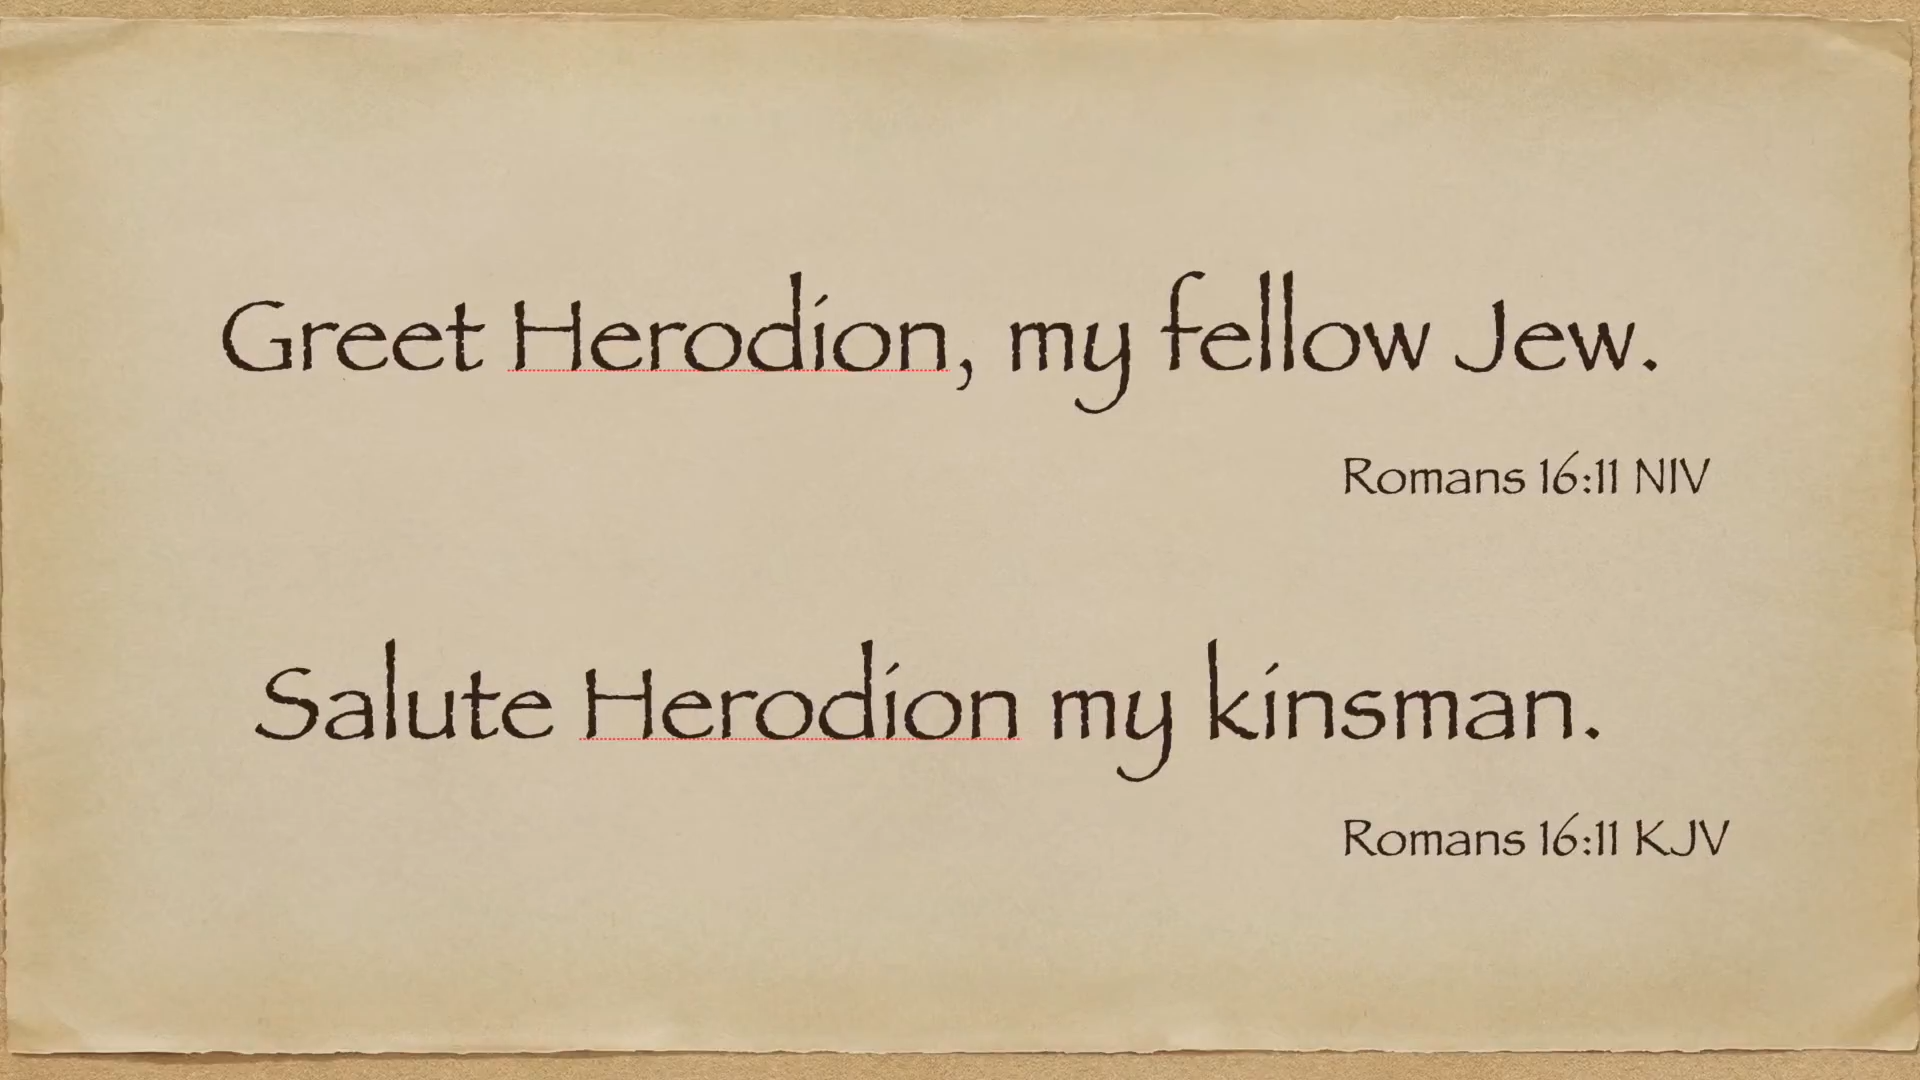 Greet Herodion, my fellow Jew.
Romans 16:11 NIV
Salute Herodion my kinsman.
Romans 16:11 KJV